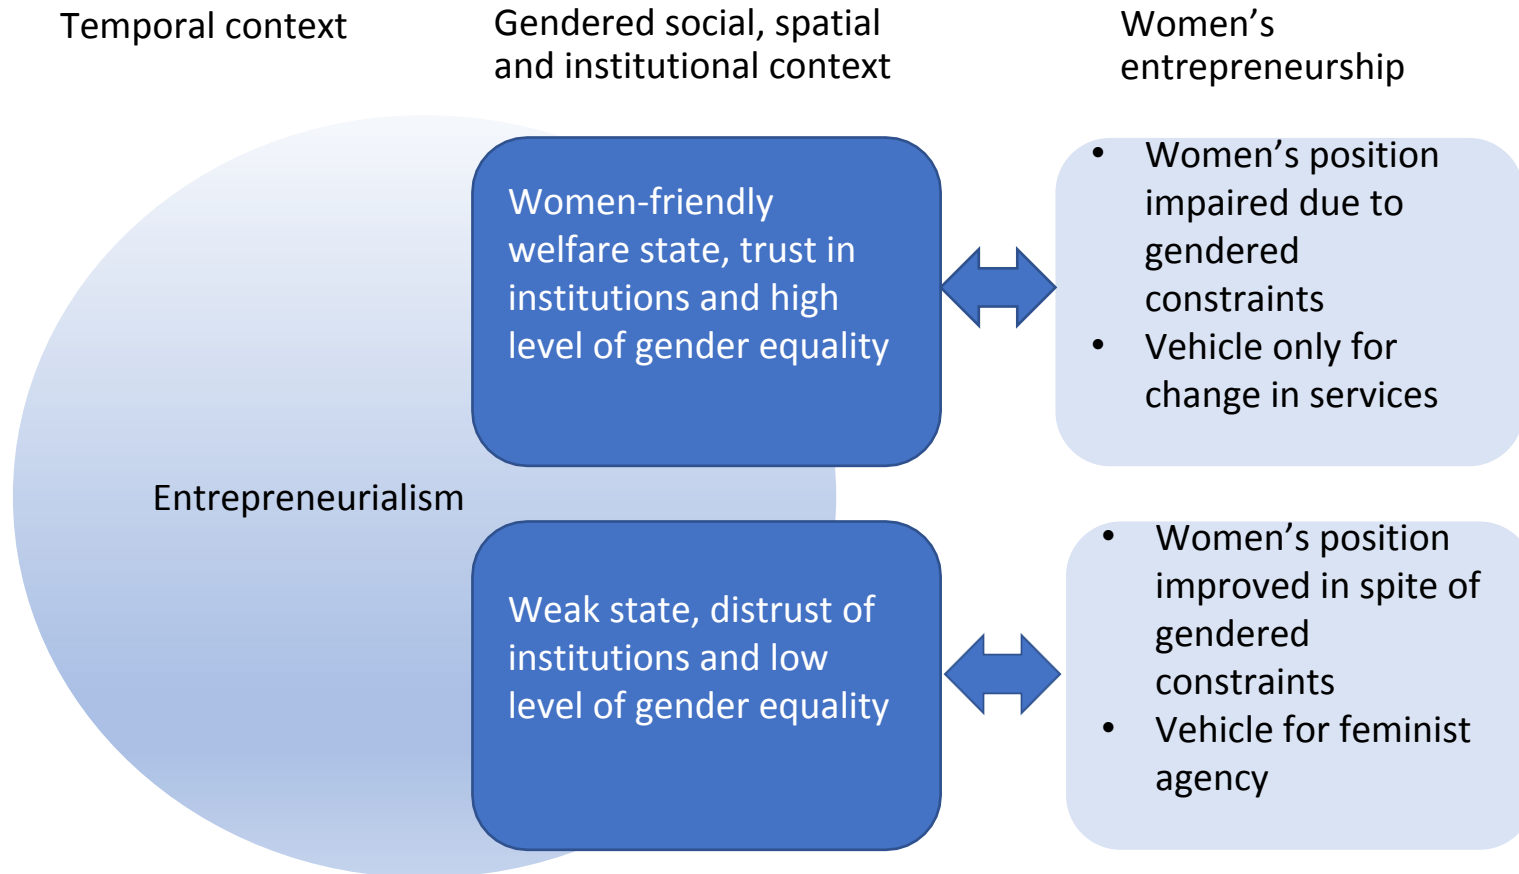 Temporal context
Gendered social, spatial
and institutional context
Women’s
entrepreneurship
Women-friendly
welfare state, trust in
institutions and high
level of gender equality
• Women’s position
impaired due to
gendered
constraints
• Vehicle only for
change in services
Entrepreneurialism
Weak state, distrust of
institutions and low
level of gender equality
• Women’s position
improved in spite of
gendered
constraints
• Vehicle for feminist
agency